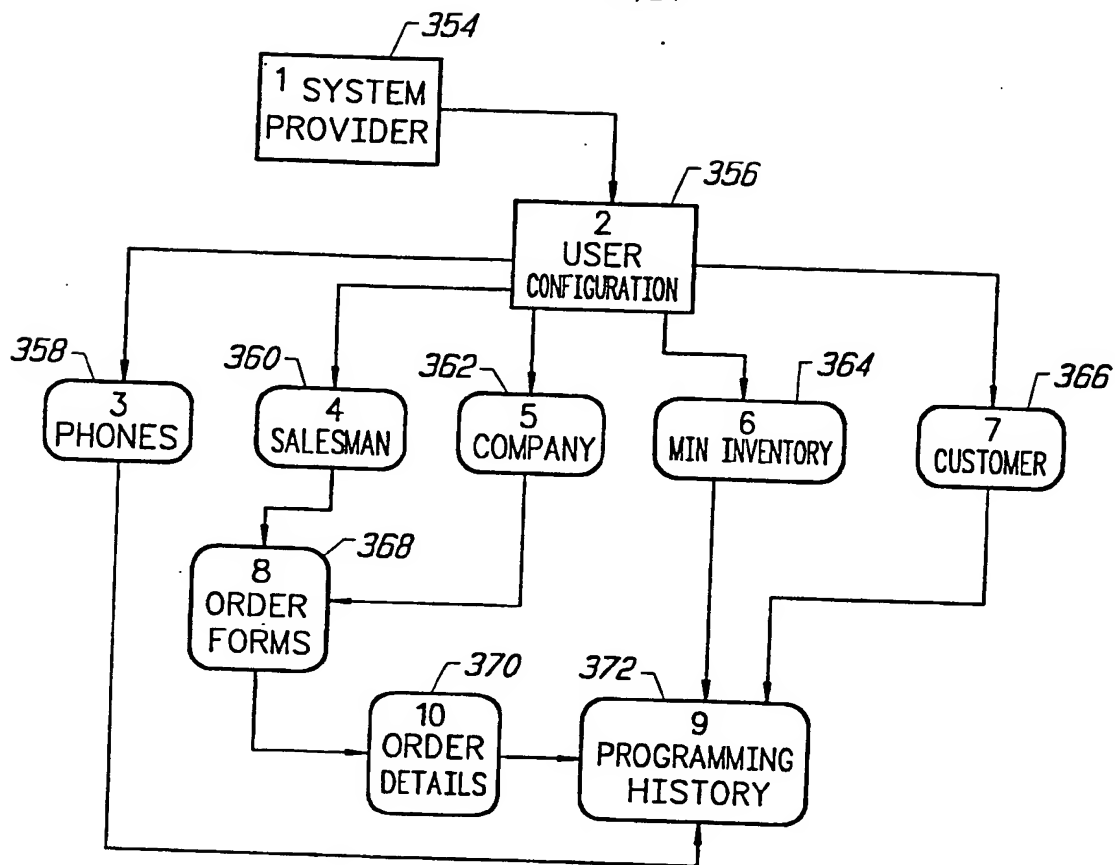 354
1 SYSTEM
PROVIDER
356
2
USER
CONFIGURATION
358
3
PHONES
360
4
SALESMAN
362
5
COMPANY
364
6
MIN INVENTORY
366
7
CUSTOMER
368
8
ORDER
FORMS
370
10
ORDER
DETAILS
372
9
PROGRAMMING
HISTORY